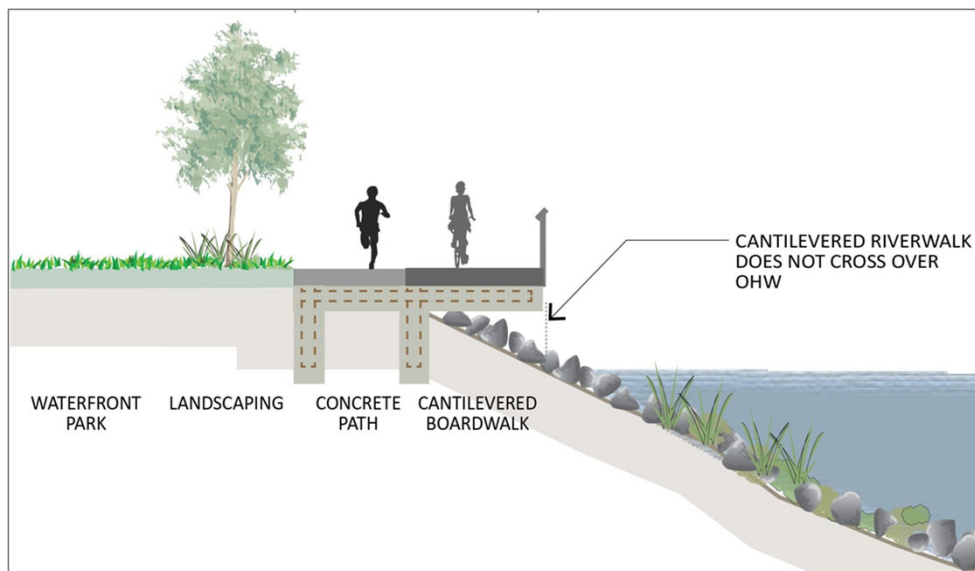 CANTILEVERED RIVERWALK
DOES NOT CROSS OVER
OHW
WATERFRONT
PARK
LANDSCAPING
CONCRETE
PATH
CANTILEVERED
BOARDWALK